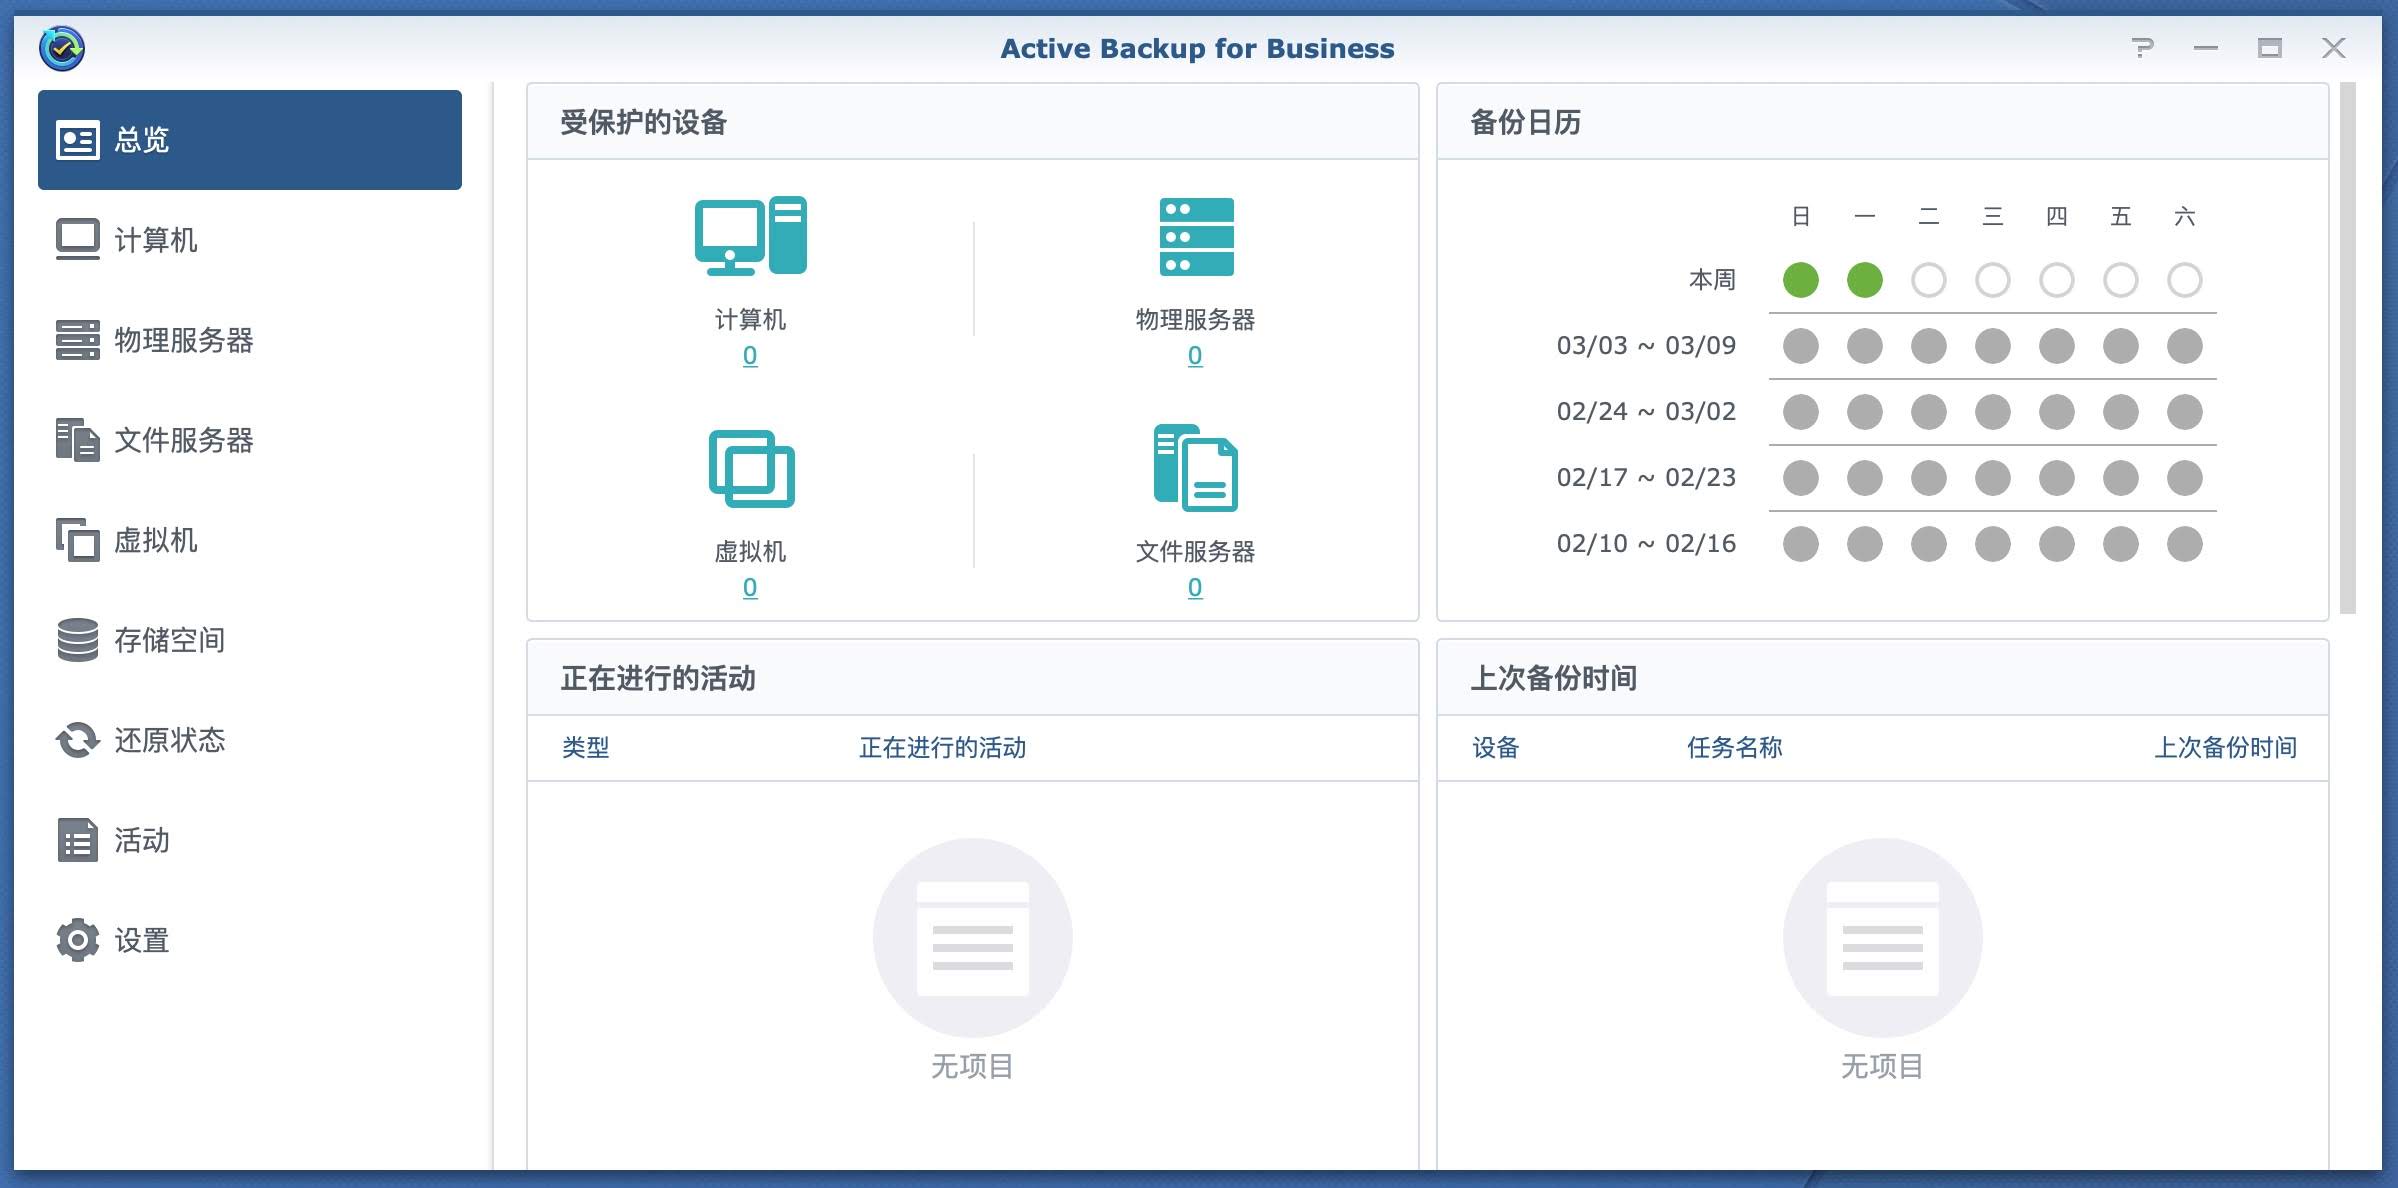 Active Backup for Business
总览
计算机
物理服务器
文件服务器
虚拟机
存储空间
还原状态
活动
设置
受保护的设备
计算机
0
物理服务器
0
虚拟机
0
文件服务器
0
备份日历
日 一 二 三 四 五 六
本周
03/03 ~ 03/09
02/24 ~ 03/02
02/17 ~ 02/23
02/10 ~ 02/16
正在进行的活动
类型 正在进行的活动
无项目
上次备份时间
设备 任务名称 上次备份时间
无项目